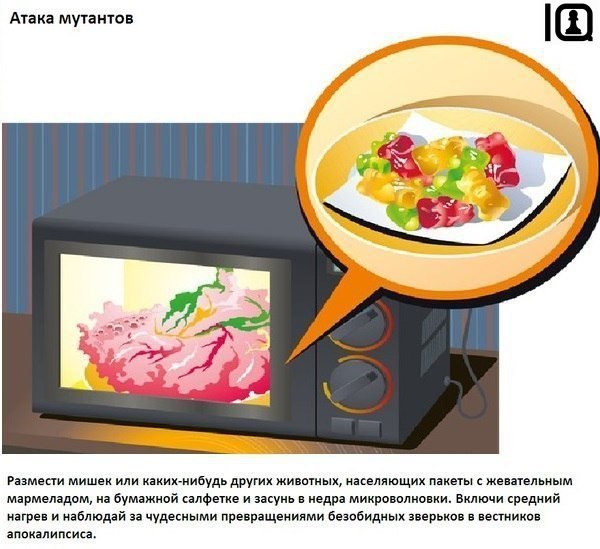 Атака мутантов
IQ
Размести мишек или каких-нибудь других животных, населяющих пакеты с жевательным
мармеладом, на бумажной салфетке и засунь в недра микроволновки. Включи средний
нагрев и наблюдай за чудесными превращениями безобидных зверьков в вестников
апокалипсиса.